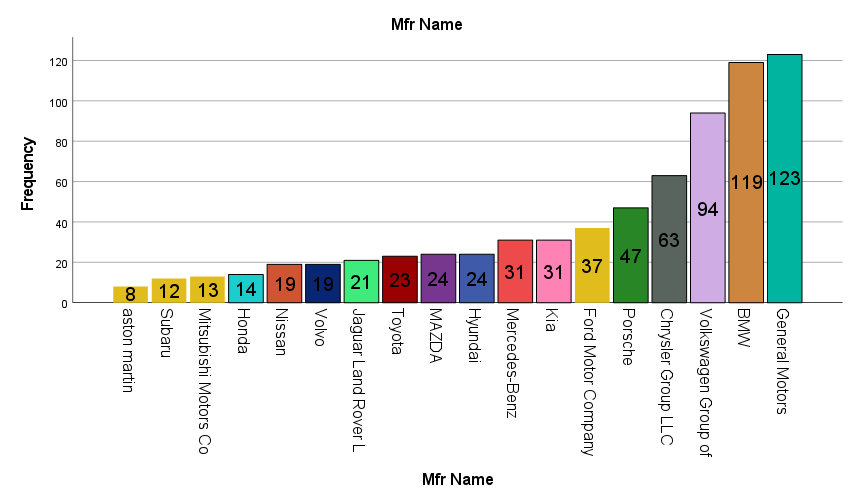 Mfr Name
Frequency
120
100
80
60
40
20
0
8
12
13
14
19
19
21
23
24
24
31
31
37
47
63
94
119
123
aston martin
Subaru
Mitsubishi Motors Co
Honda
Nissan
Volvo
Jaguar Land Rover L
Toyota
MAZDA
Hyundai
Mercedes-Benz
Kia
Ford Motor Company
Porsche
Chrysler Group LLC
Volkswagen Group of
BMW
General Motors
Mfr Name